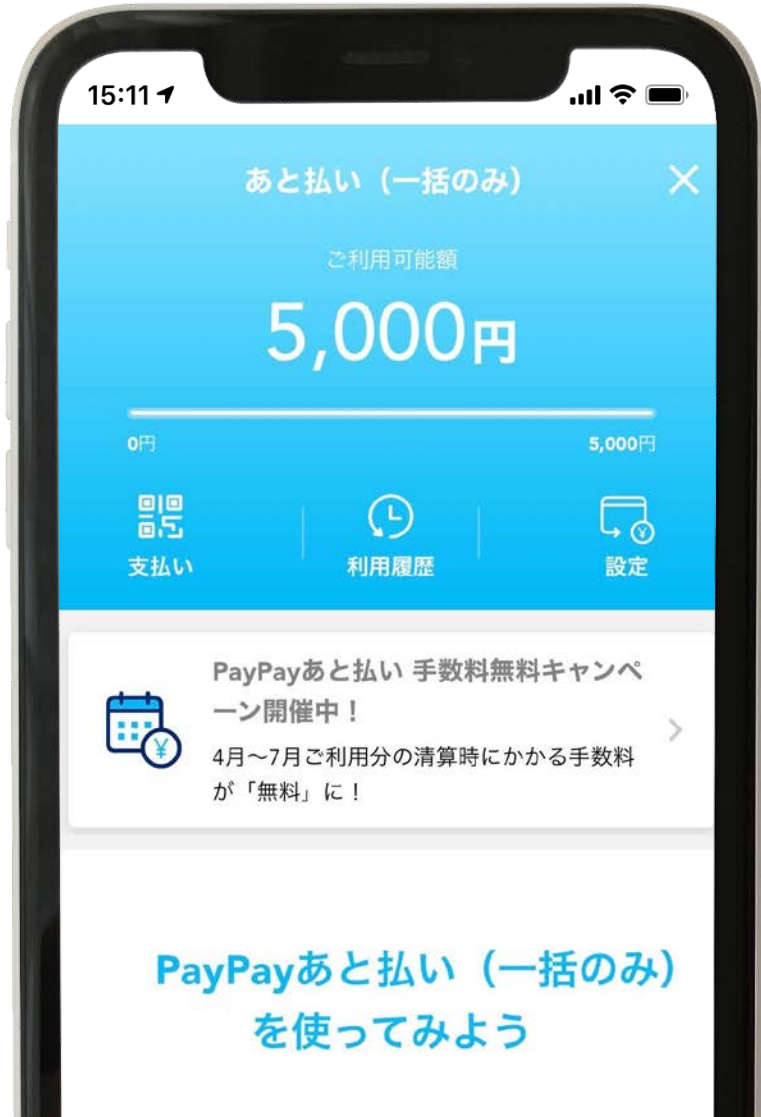 15:11
あと払い（一括のみ）
ご利用可能額
5,000円
0円
5,000円
支払い
利用履歴
設定
PayPayあと払い 手数料無料キャンペ
ーン開催中！
4月～7月ご利用分の清算時にかかる手数料
が「無料」に！
PayPayあと払い（一括のみ）
を使ってみよう